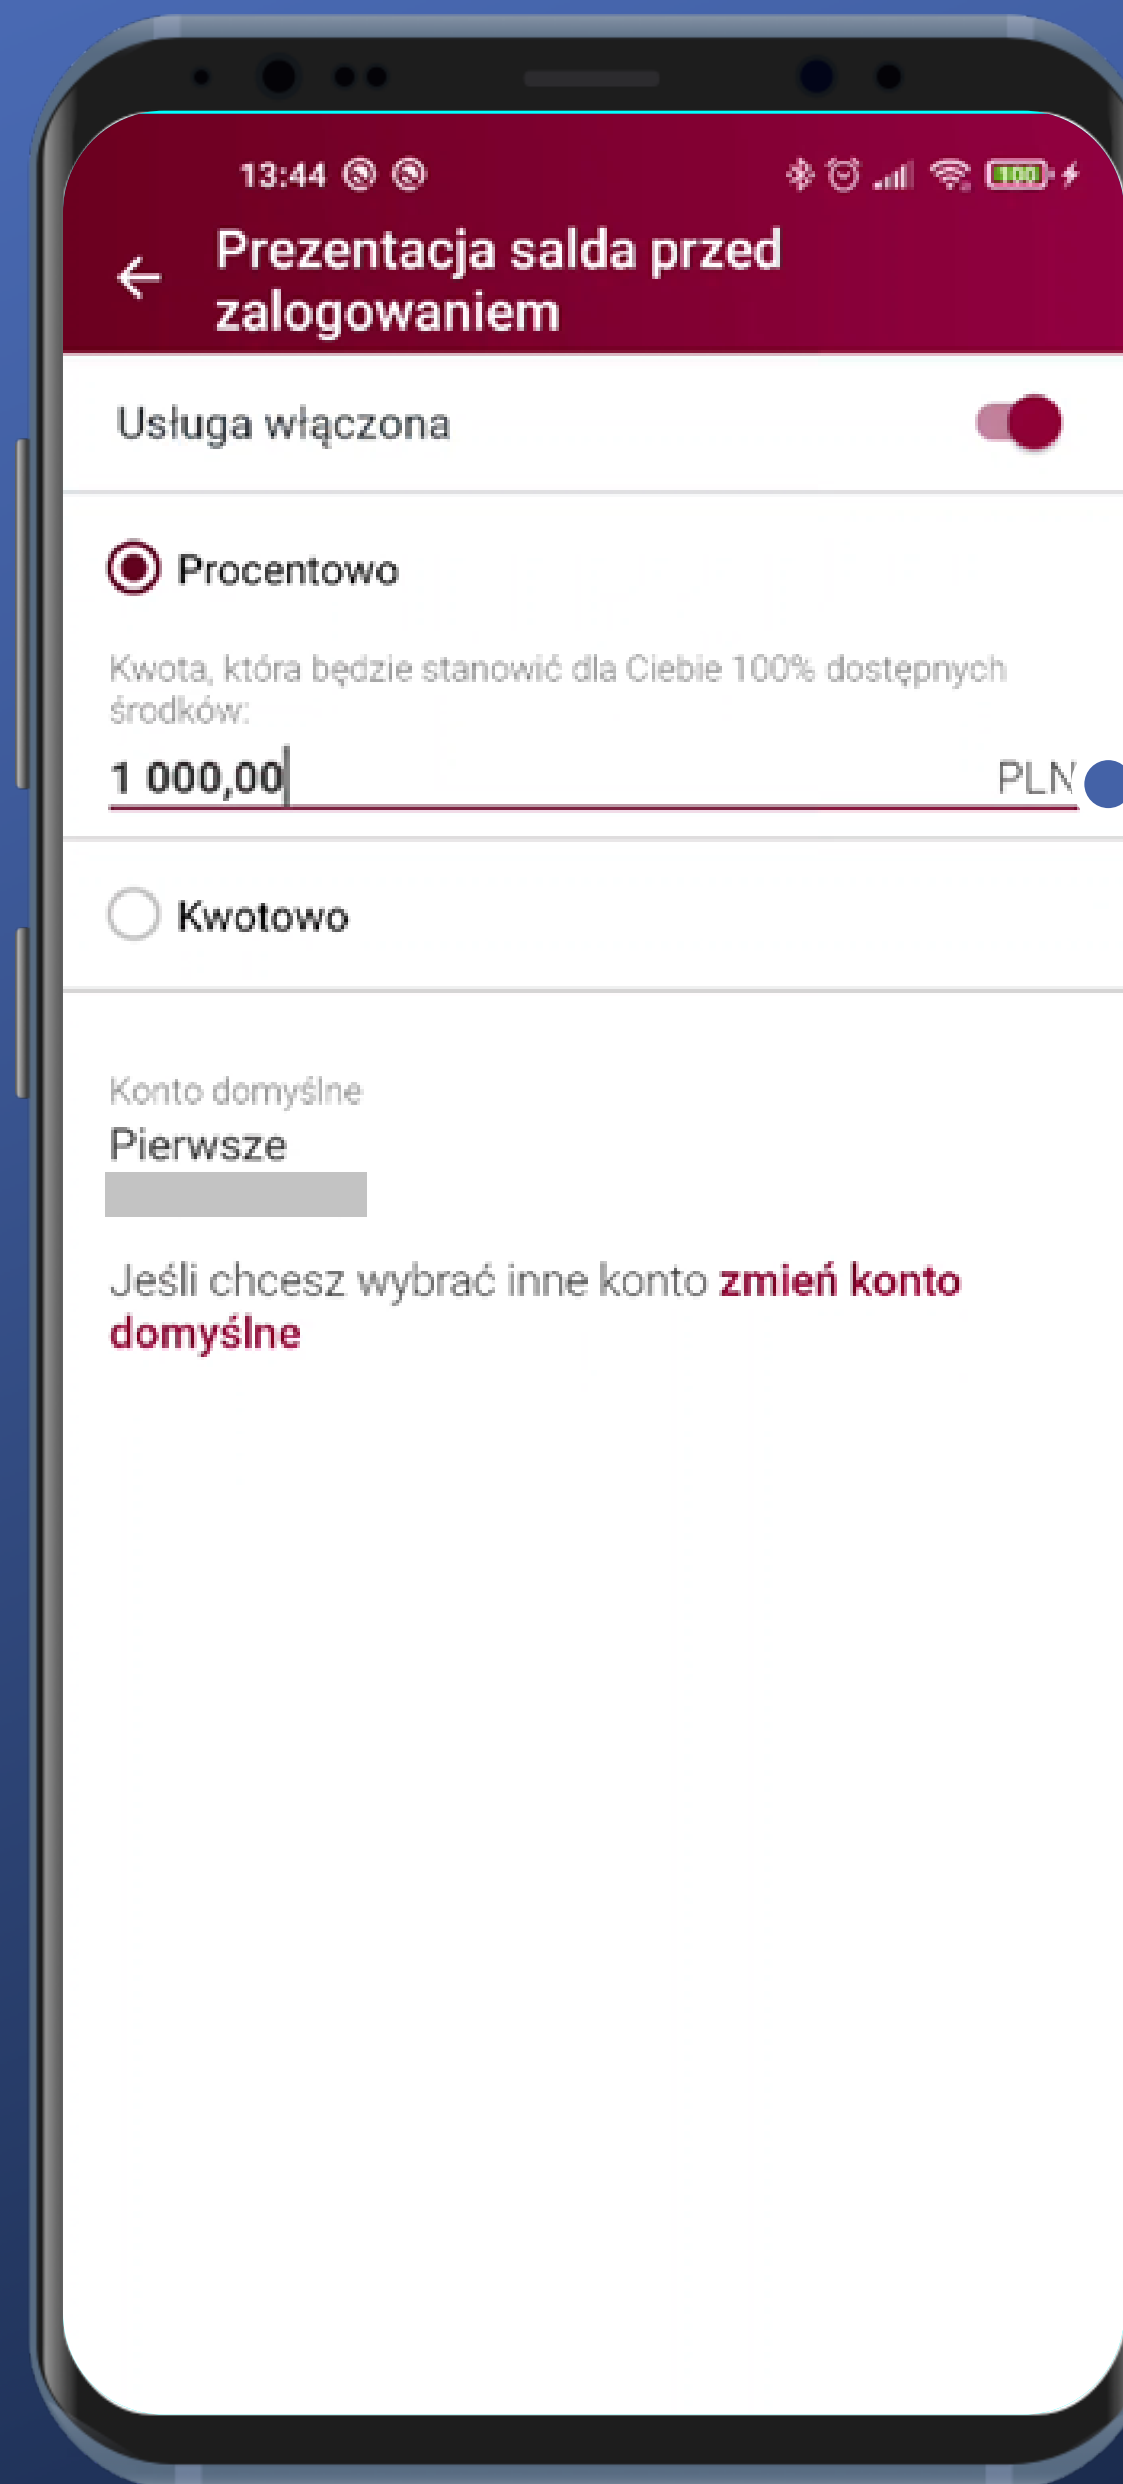 13:44
100
Prezentacja salda przed
zalogowaniem
Usługa włączona
Procentowo
Kwota, która będzie stanowić dla Ciebie 100% dostępnych
środków:
1 000,00 PLN
Kwotowo
Konto domyślne
Pierwsze
Jeśli chcesz wybrać inne konto zmień konto
domyślne